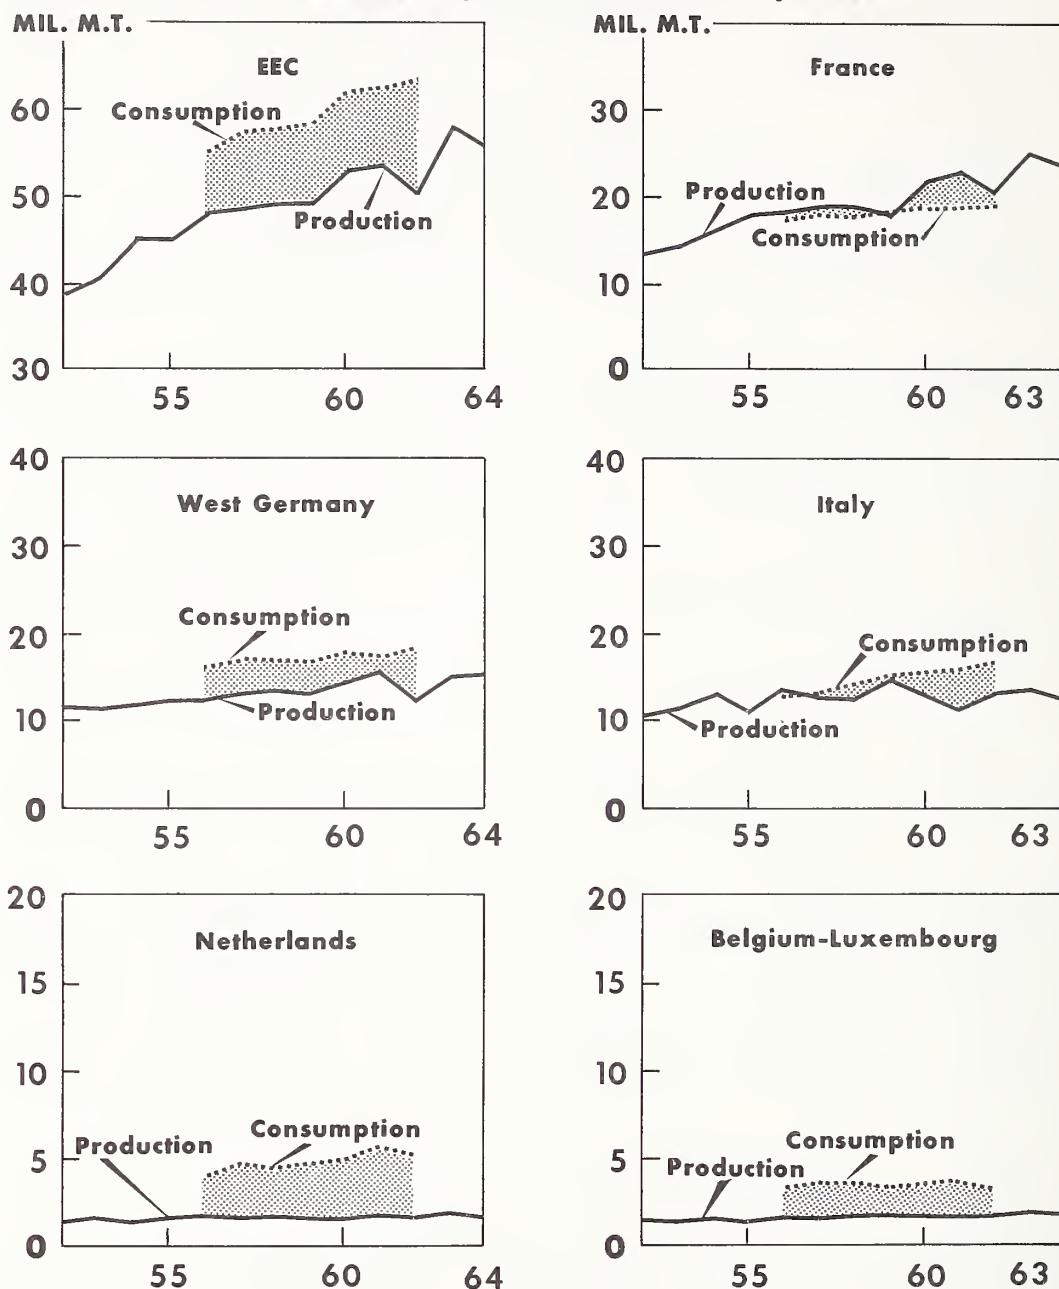 MIL. M.T.
EEC
60
Consumption
50
Production
40
30
55 60 64
MIL. M.T.
France
30
Production
20
Consumption
10
0
55 60 63
40
West Germany
30
Consumption
20
Production
10
0
55 60 64
40
Italy
30
20
Consumption
10
Production
0
55 60 63
20
Netherlands
15
10
Consumption
Production
5
0
55 60 64
20
Belgium-Luxembourg
15
10
Consumption
Production
5
0
55 60 63